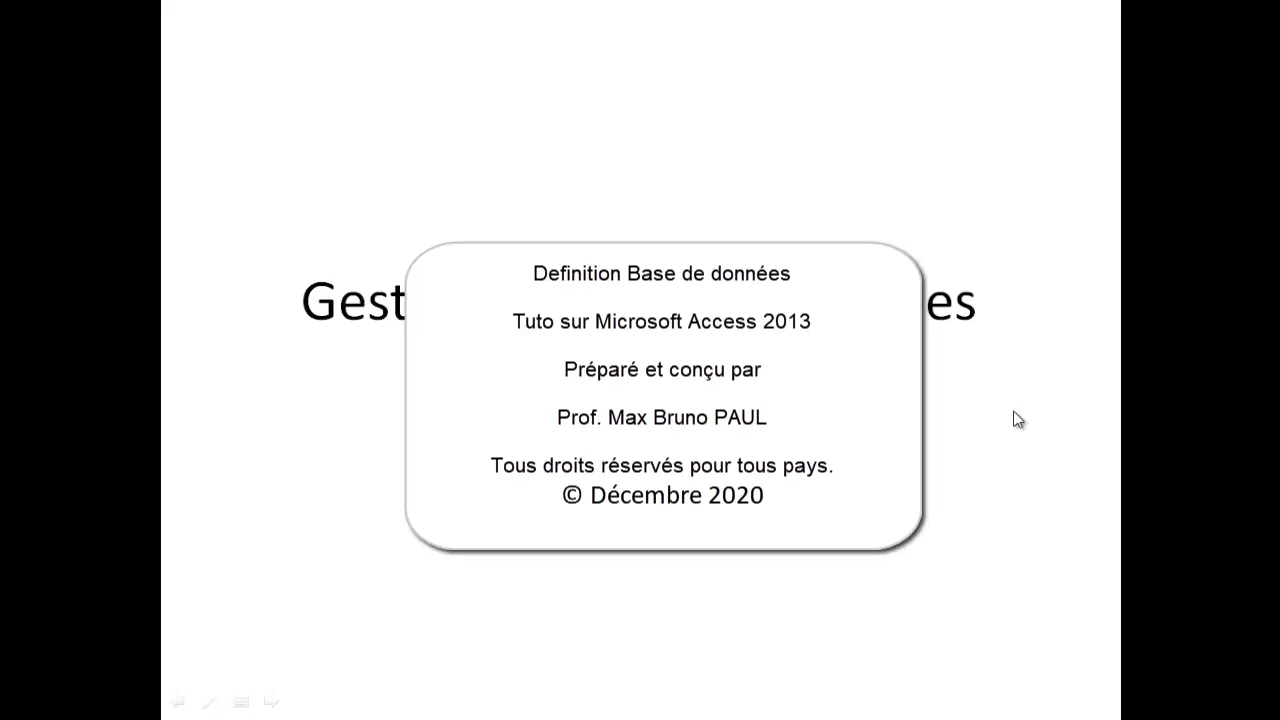 Definition Base de données
Gest es
Tuto sur Microsoft Access 2013
Préparé et conçu par
Prof. Max Bruno PAUL
Tous droits réservés pour tous pays.
© Décembre 2020